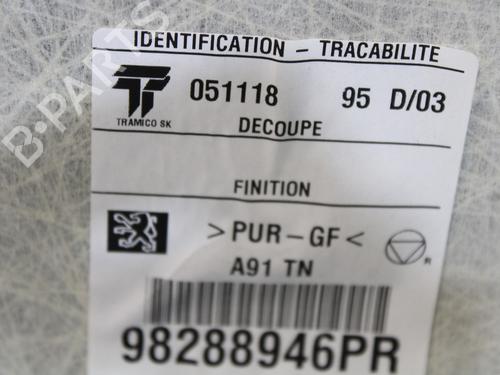 IDENTIFICATION - TRACABILITE
TRAMICO SK
051118 95 D/03
DECOUPE
FINITION
>PUR-GF<
R
A91 TN
98288946PR
B-PARTS